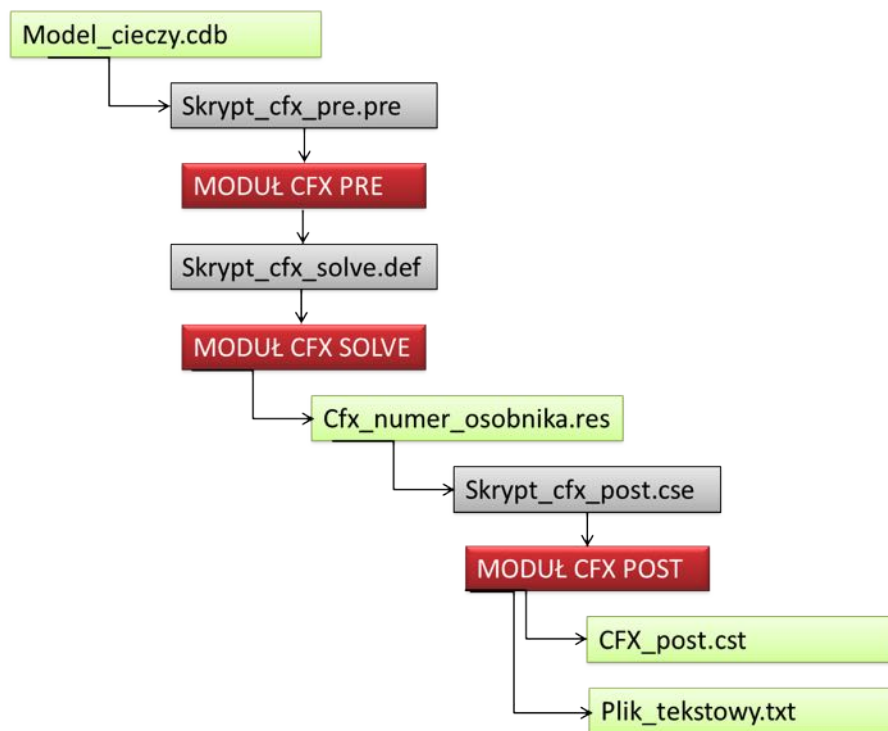 Model_cieczy.cdb
Skrypt_cfx_pre.pre
MODUŁ CFX PRE
Skrypt_cfx_solve.def
MODUŁ CFX SOLVE
Cfx_numer_osobnika.res
Skrypt_cfx_post.cse
MODUŁ CFX POST
CFX_post.cst
Plik_tekstowy.txt